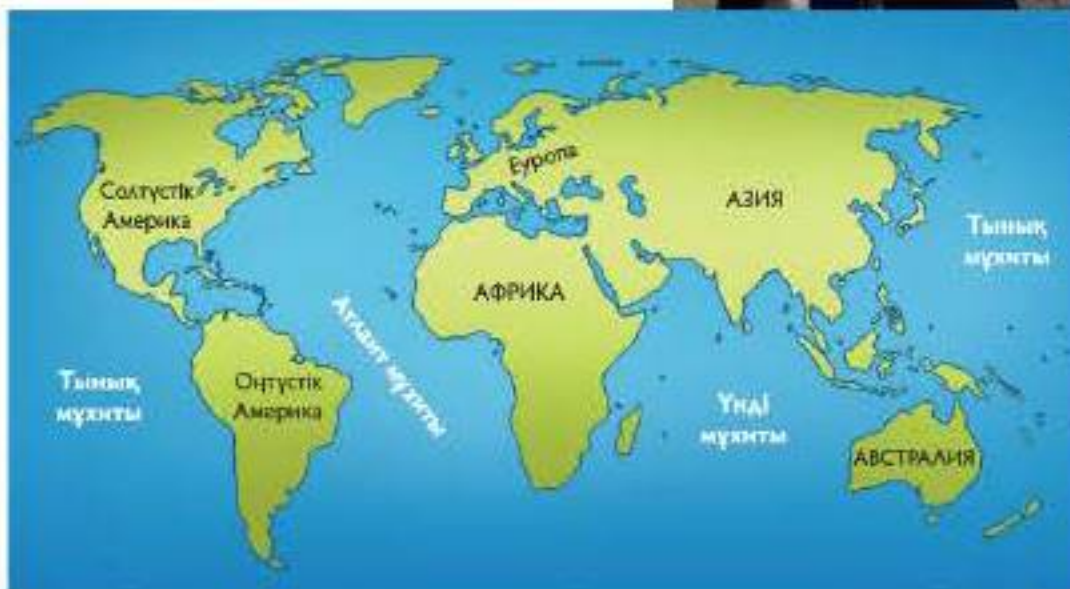 Солтүстік
Америка
Еуропа
АЗИЯ
Тынық
мұхиты
АФРИКА
Атлант мұхиты
Тынық
мұхиты
Оңтүстік
Америка
Үнді
мұхиты
АВСТРАЛИЯ